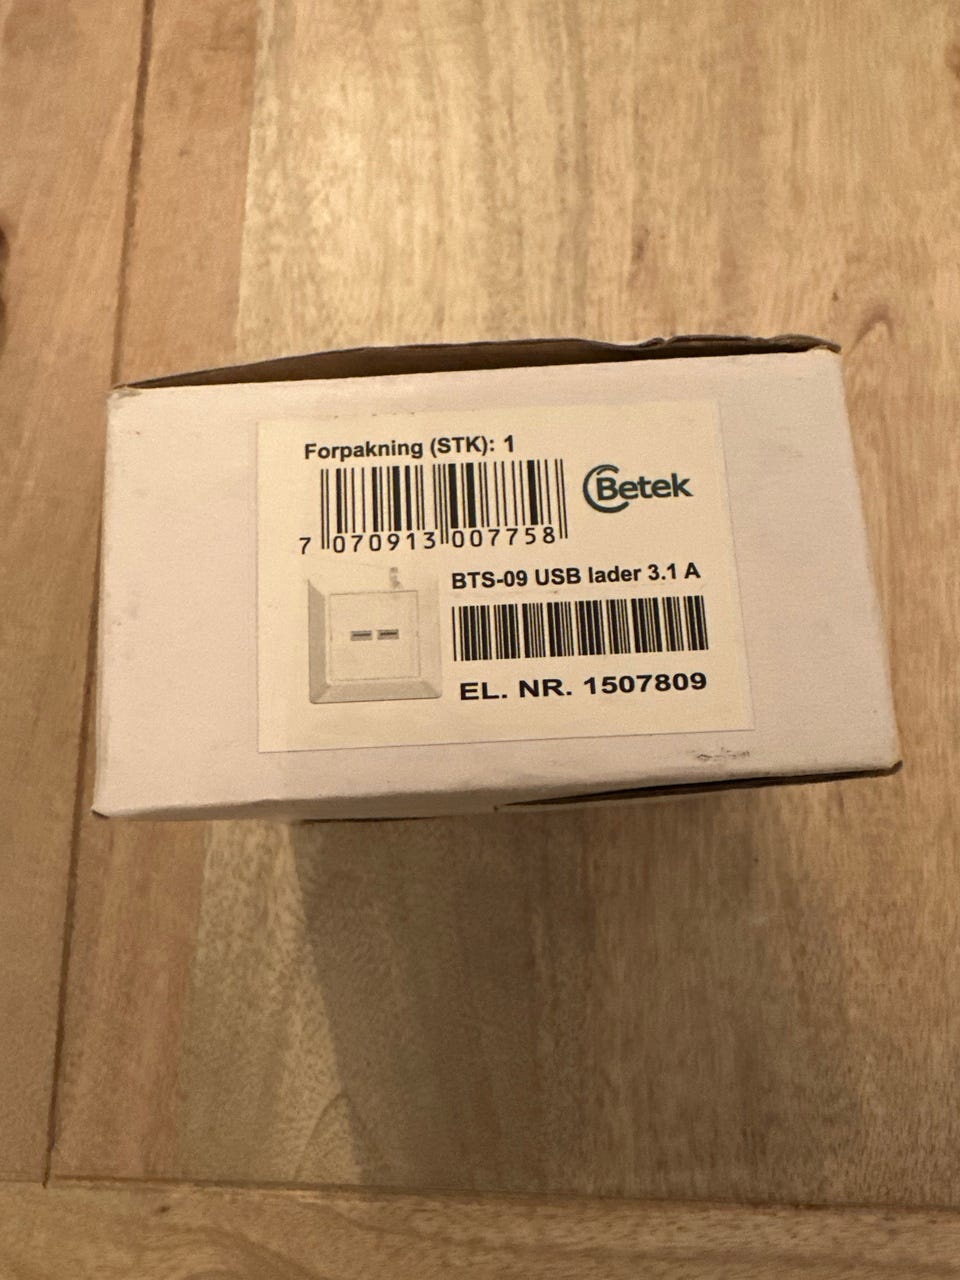 Forpakning (STK): 1
7 070913 007758
Betek
BTS-09 USB lader 3.1 A
EL. NR. 1507809